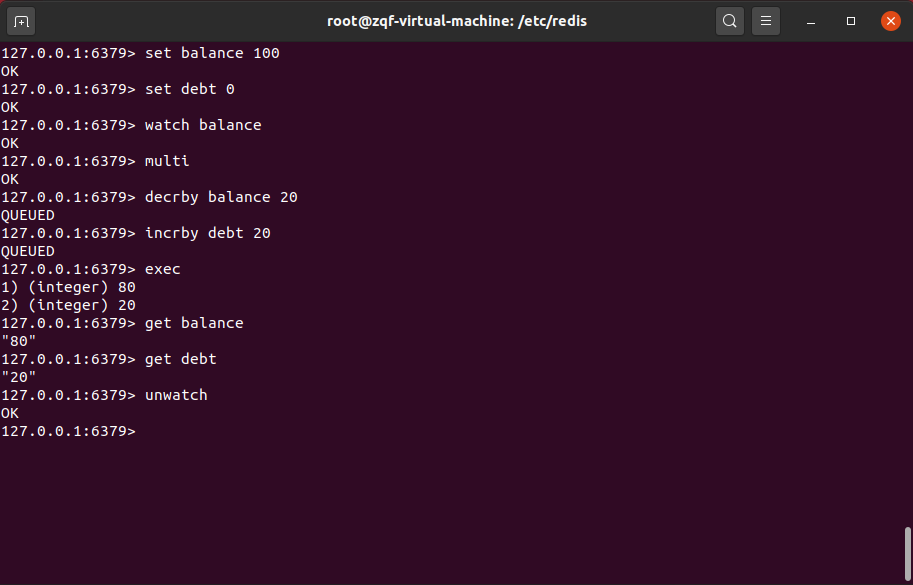 root@zqf-virtual-machine: /etc/redis
127.0.0.1:6379> set balance 100
OK
127.0.0.1:6379> set debt 0
OK
127.0.0.1:6379> watch balance
OK
127.0.0.1:6379> multi
OK
127.0.0.1:6379> decrby balance 20
QUEUED
127.0.0.1:6379> incrby debt 20
QUEUED
127.0.0.1:6379> exec
1) (integer) 80
2) (integer) 20
127.0.0.1:6379> get balance
"80"
127.0.0.1:6379> get debt
"20"
127.0.0.1:6379> unwatch
OK
127.0.0.1:6379>